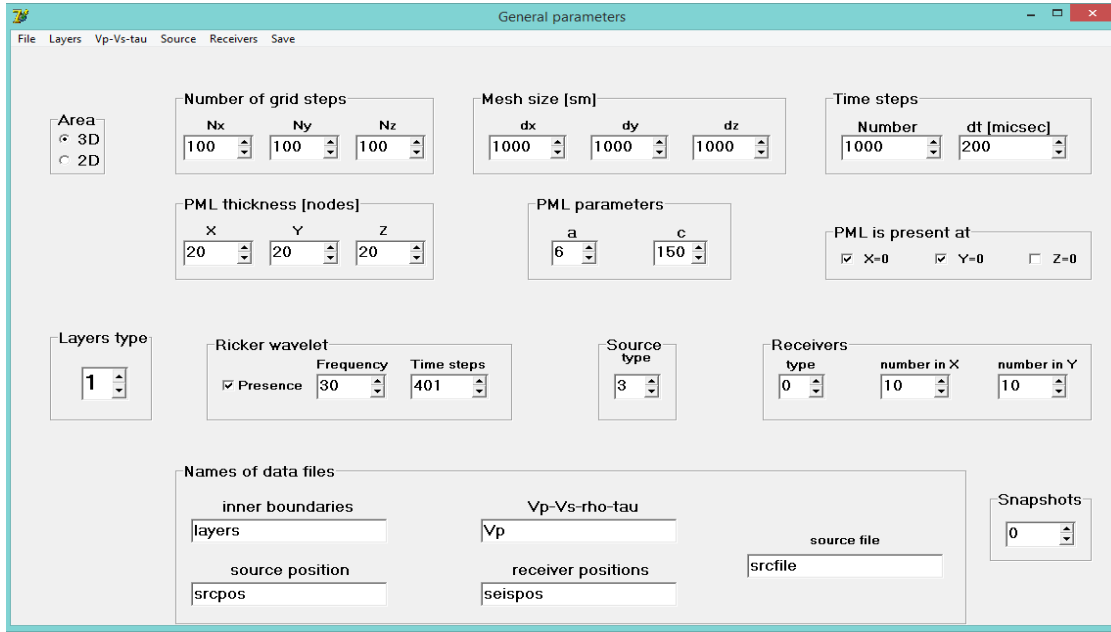 General parameters
File Layers Vp-Vs-tau Source Receivers Save
Area
3D
2D
Number of grid steps
Nx Ny Nz
100 100 100
Mesh size [sm]
dx dy dz
1000 1000 1000
Time steps
Number dt [micsec]
1000 200
PML thickness [nodes]
X Y Z
20 20 20
PML parameters
a c
6 150
PML is present at
X=0 Y=0 Z=0
Layers type
1
Ricker wavelet
Frequency Time steps
Presence 30 401
Source
type
3
Receivers
type number in X number in Y
0 10 10
Names of data files
inner boundaries
layers
Vp-Vs-rho-tau
Vp
source position
srcpos
receiver positions
seispos
source file
srcfile
Snapshots
0